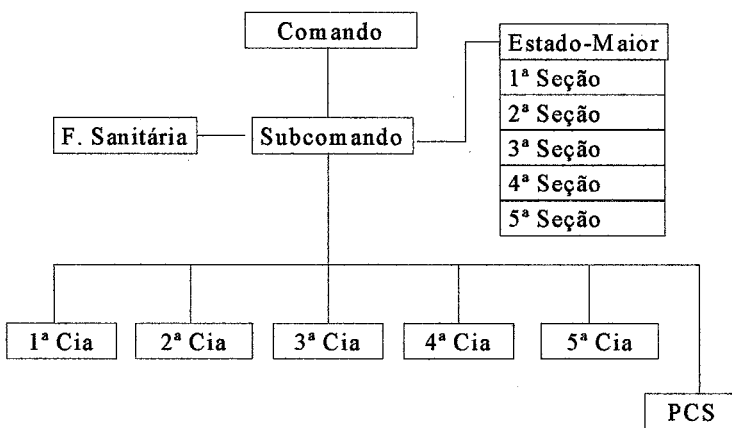 Comando
Estado-Maior
1ª Seção
2ª Seção
3ª Seção
4ª Seção
5ª Seção
F. Sanitária
Subcomando
1ª Cia
2ª Cia
3ª Cia
4ª Cia
5ª Cia
PCS